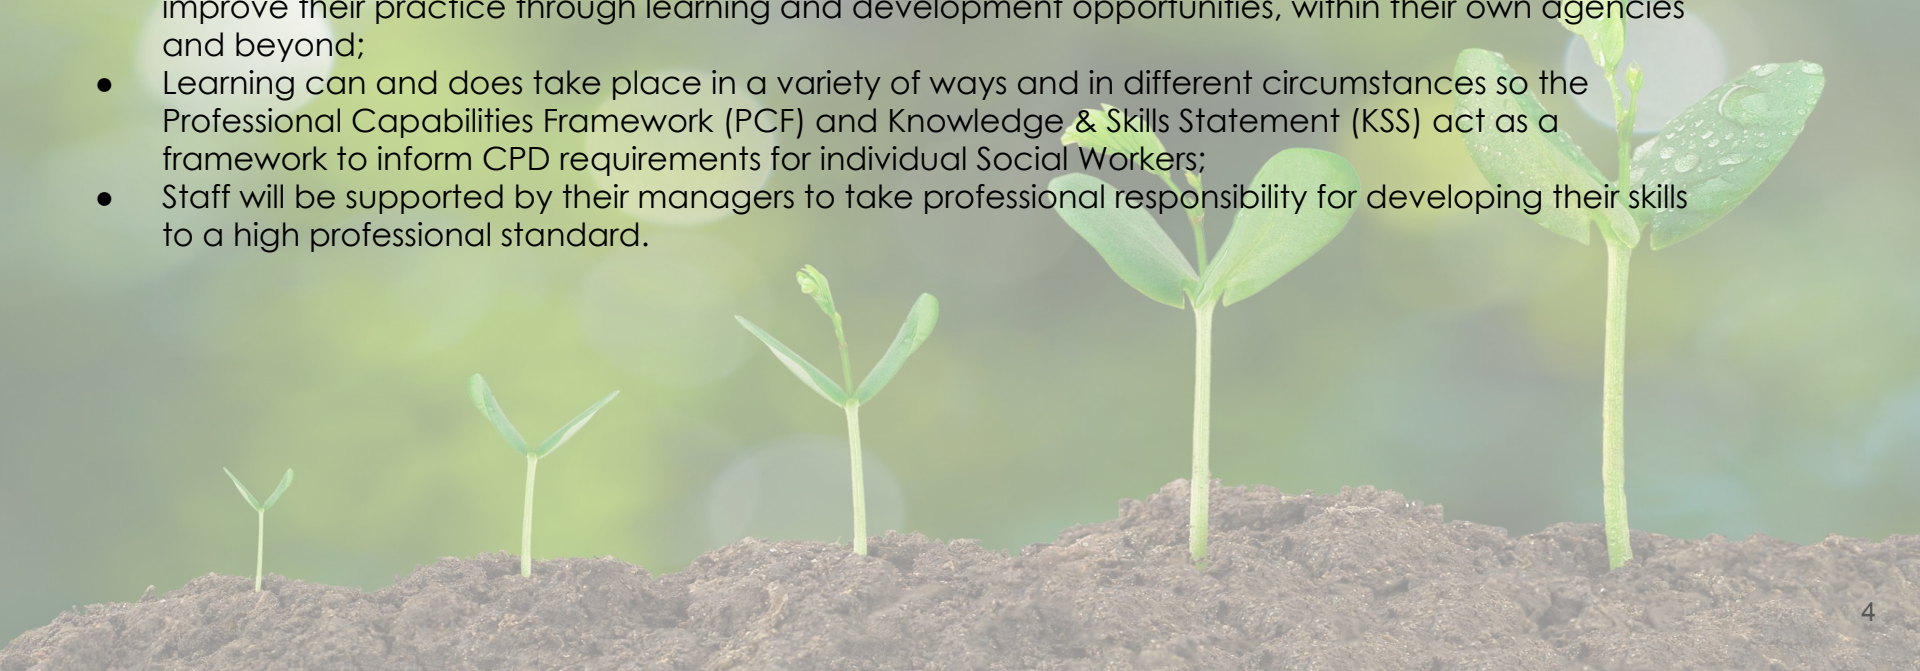 improve their practice through learning and development opportunities, within their own agencies
and beyond;
● Learning can and does take place in a variety of ways and in different circumstances so the
Professional Capabilities Framework (PCF) and Knowledge & Skills Statement (KSS) act as a
framework to inform CPD requirements for individual Social Workers;
● Staff will be supported by their managers to take professional responsibility for developing their skills
to a high professional standard.
4